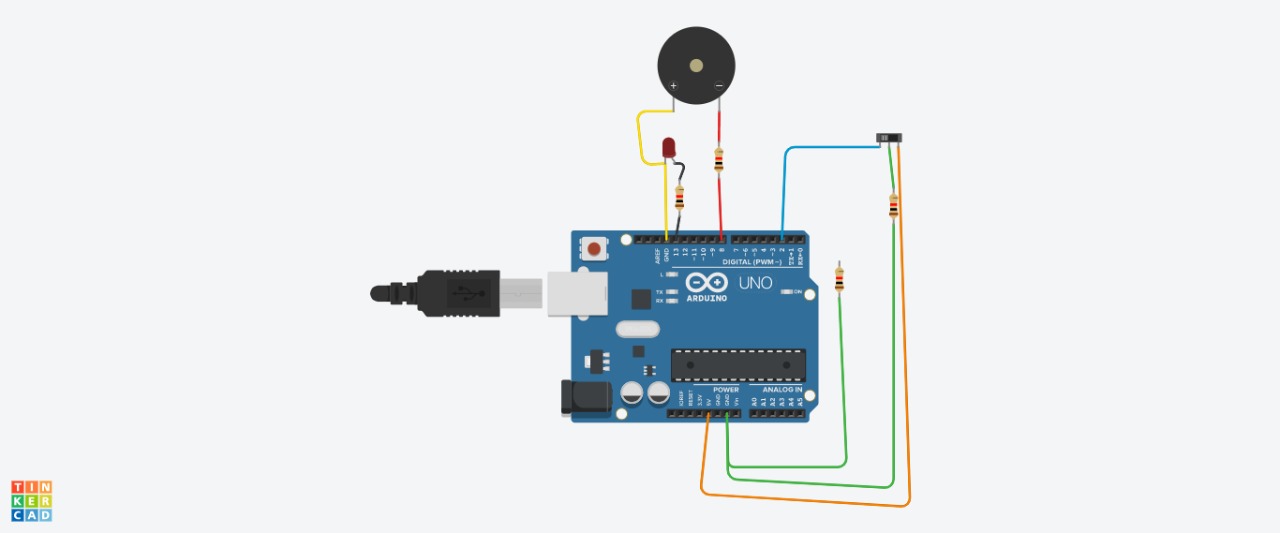 + −
AREF GND 13 12 ~11 ~10 ~9 8 7 ~6 ~5 4 ~3 2 TX→1 RX←0
DIGITAL (PWM~)
L
TX
RX
UNO
ARDUINO
ON
POWER ANALOG IN
IOREF RESET 3.3V 5V GND GND Vin A0 A1 A2 A3 A4 A5
TIN
KER
CAD